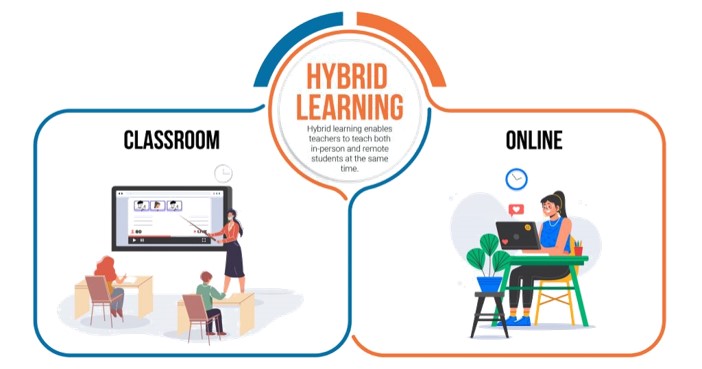 HYBRID
LEARNING
Hybrid learning enables
teachers to teach both
in-person and remote
students at the same
time.
CLASSROOM
ONLINE